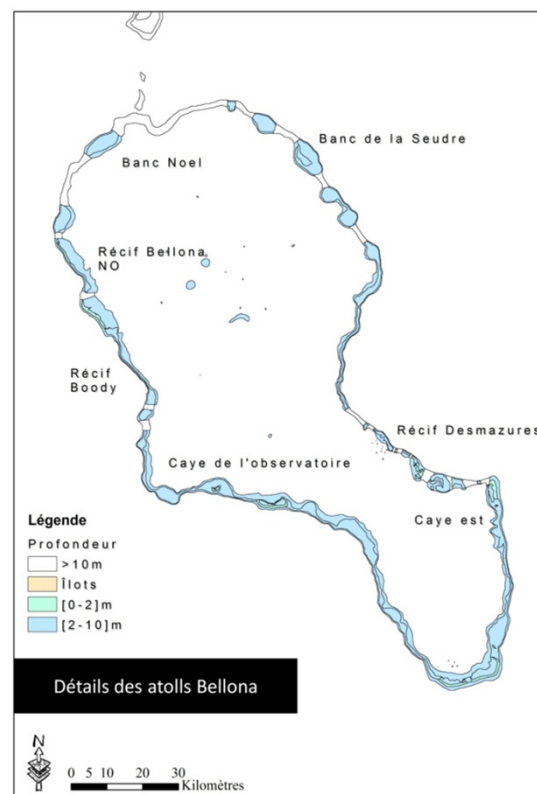 Banc de la Seudre
Banc Noel
Récif Bellona
NO
Récif
Boody
Récif Desmazures
Caye de l'observatoire
Caye est
Légende
Profondeur
>10m
Îlots
[0-2]m
[2-10]m
Détails des atolls Bellona
N
0 5 10 20 30
Kilomètres